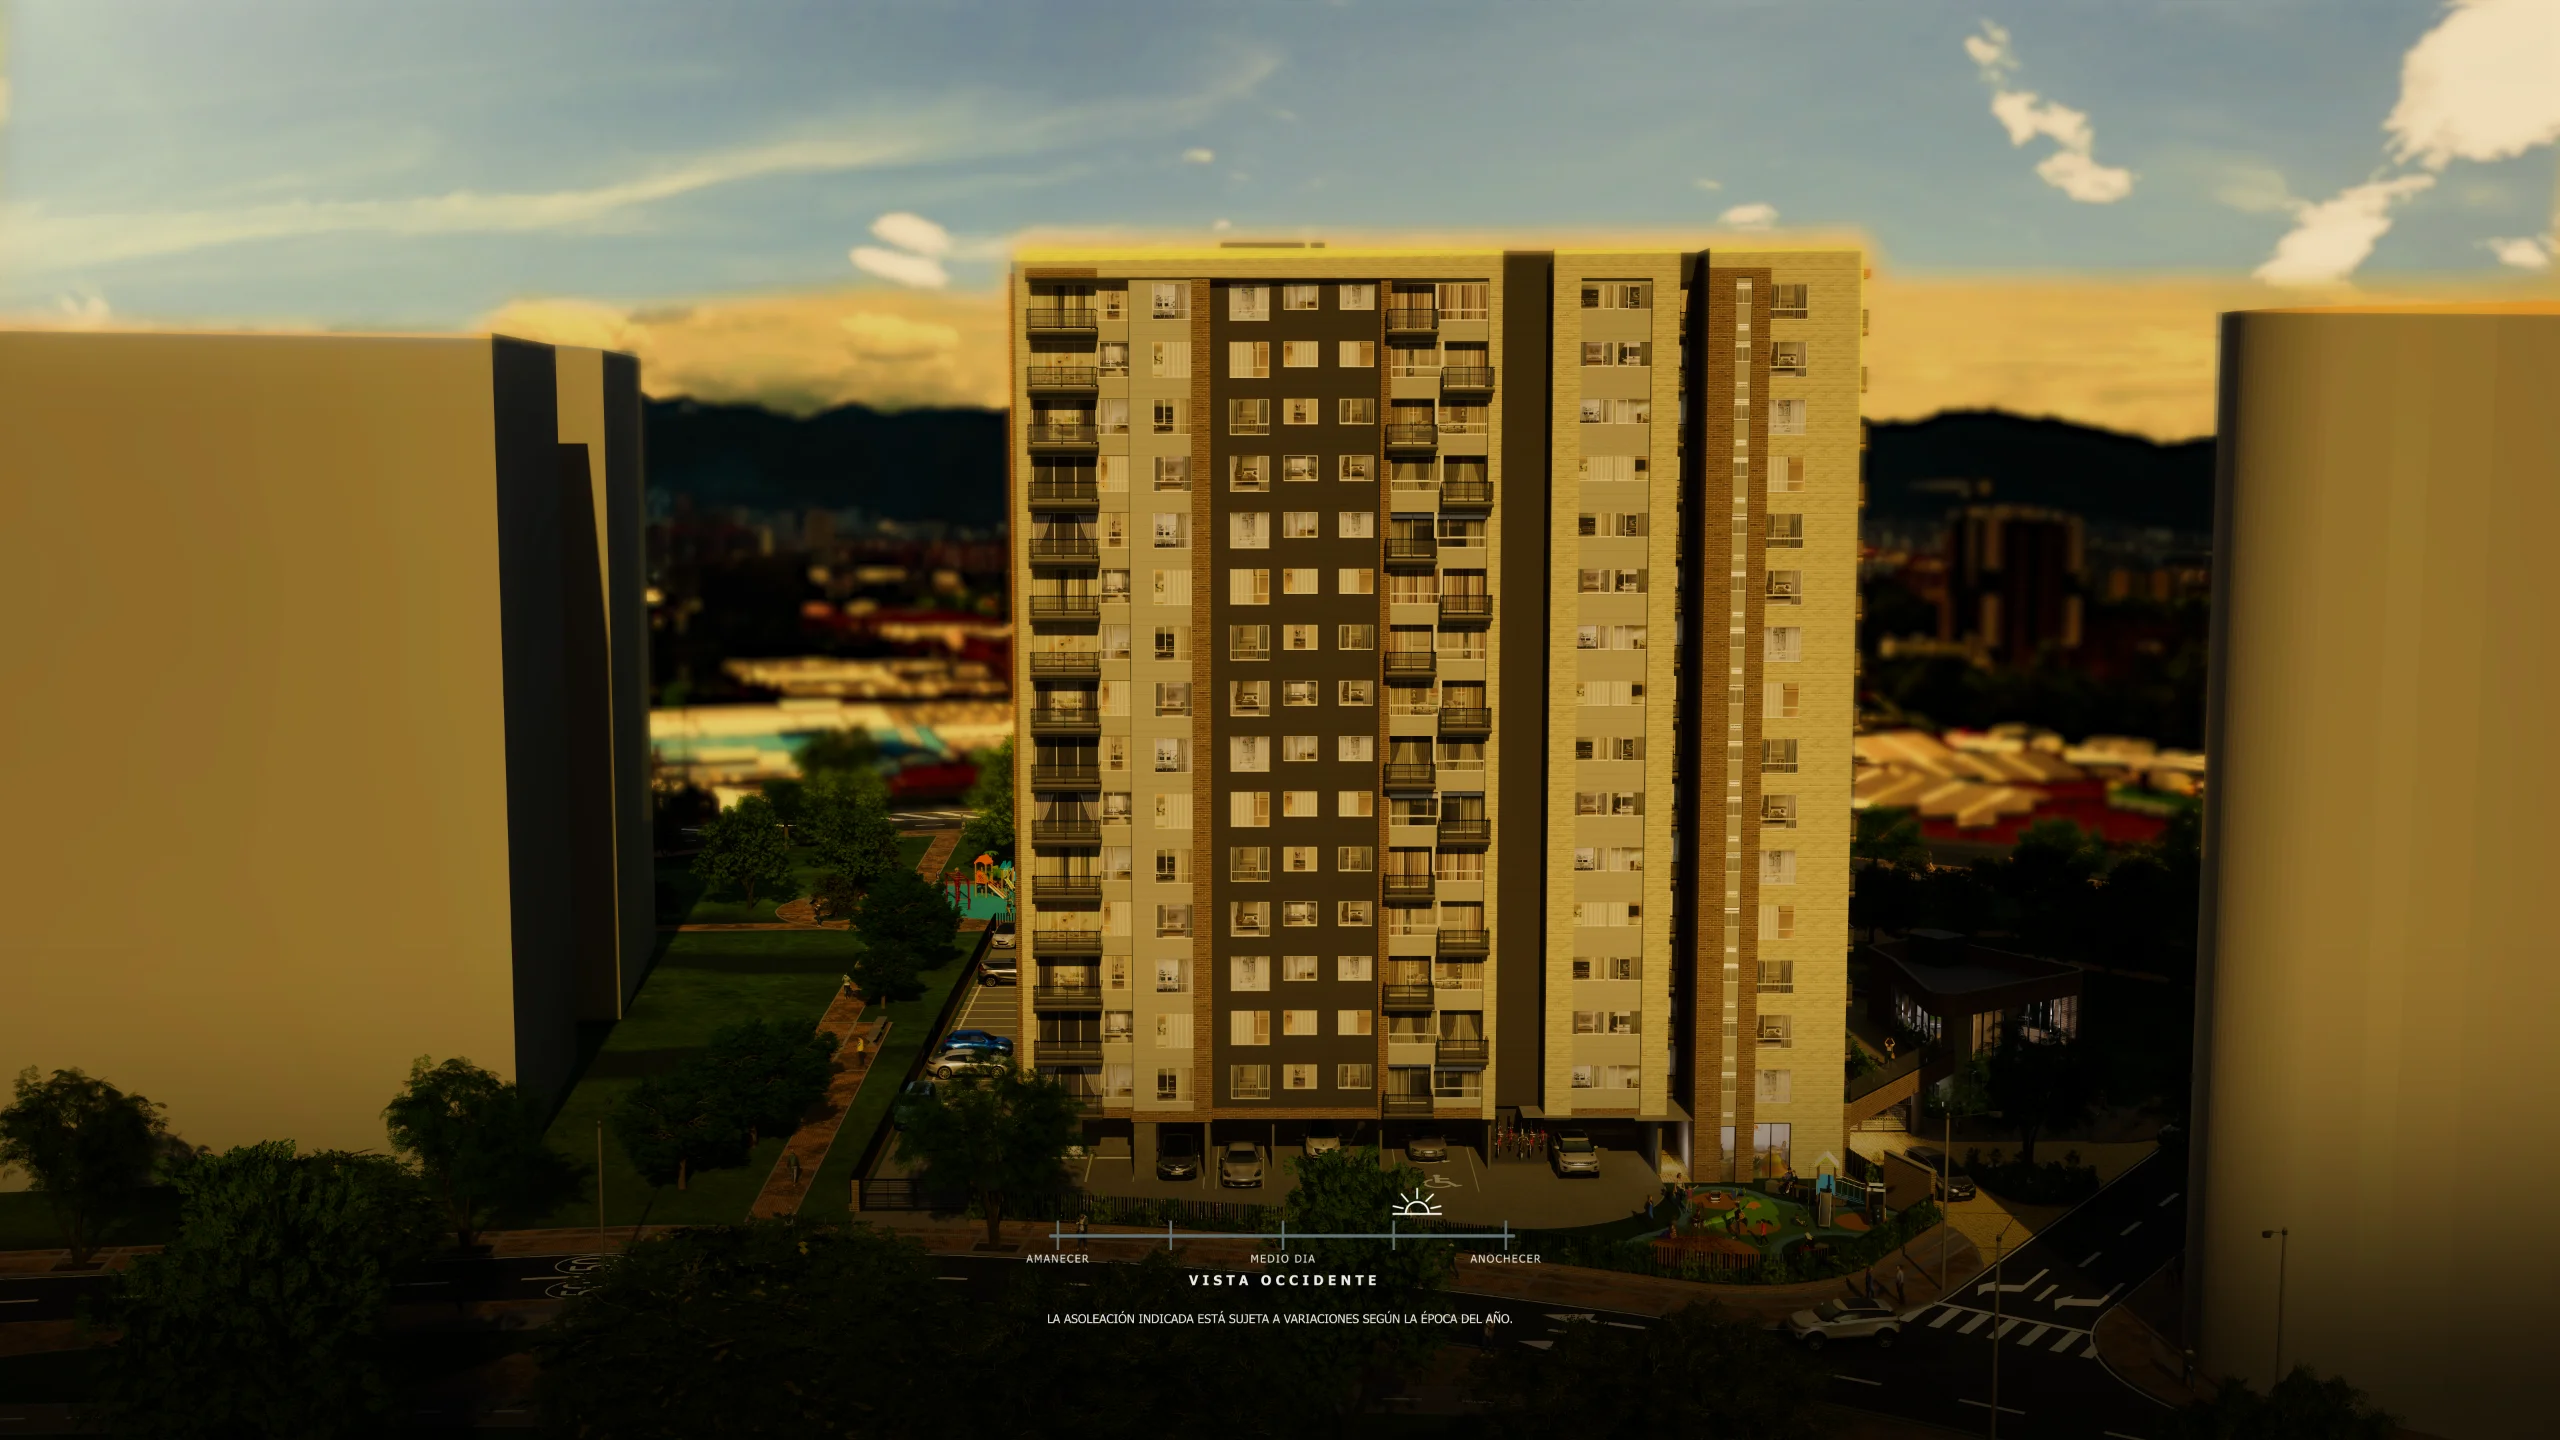 AMANECER MEDIO DIA ANOCHECER
VISTA OCCIDENTE
LA ASOLEACIÓN INDICADA ESTÁ SUJETA A VARIACIONES SEGÚN LA ÉPOCA DEL AÑO.